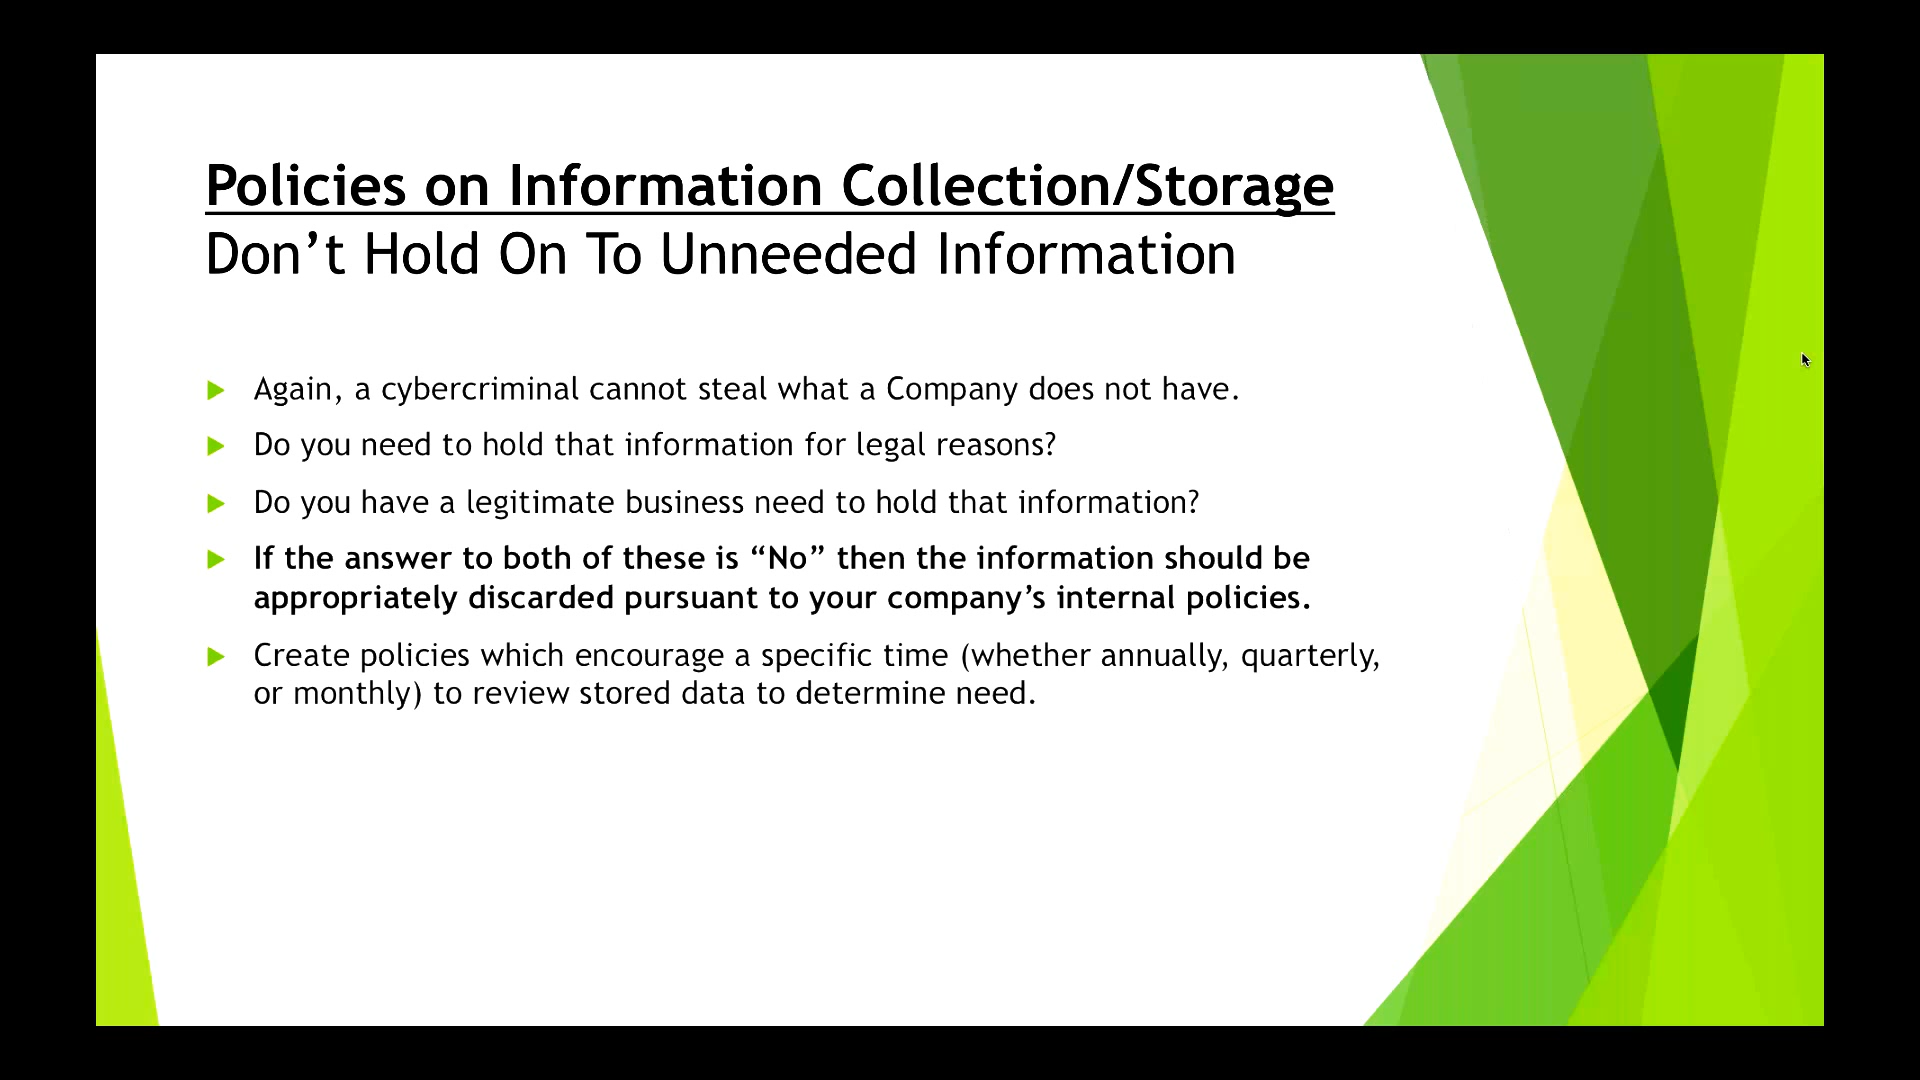 Policies on Information Collection/Storage
Don’t Hold On To Unneeded Information
Again, a cybercriminal cannot steal what a Company does not have.
Do you need to hold that information for legal reasons?
Do you have a legitimate business need to hold that information?
If the answer to both of these is “No” then the information should be
appropriately discarded pursuant to your company’s internal policies.
Create policies which encourage a specific time (whether annually, quarterly,
or monthly) to review stored data to determine need.